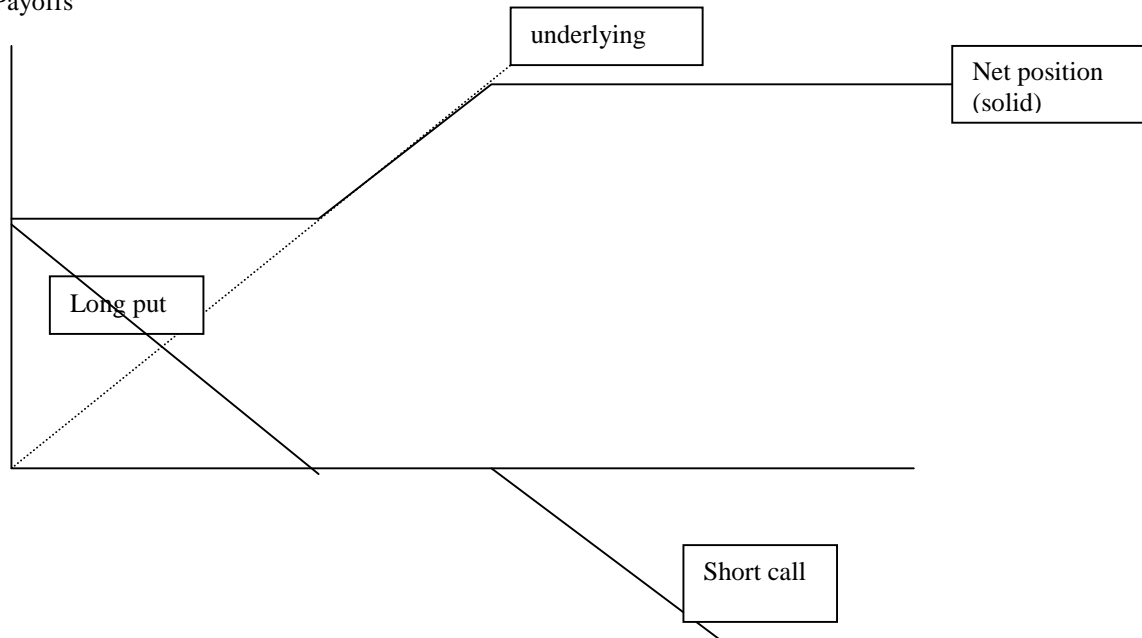 Payoffs
underlying
Net position
(solid)
Long put
Short call